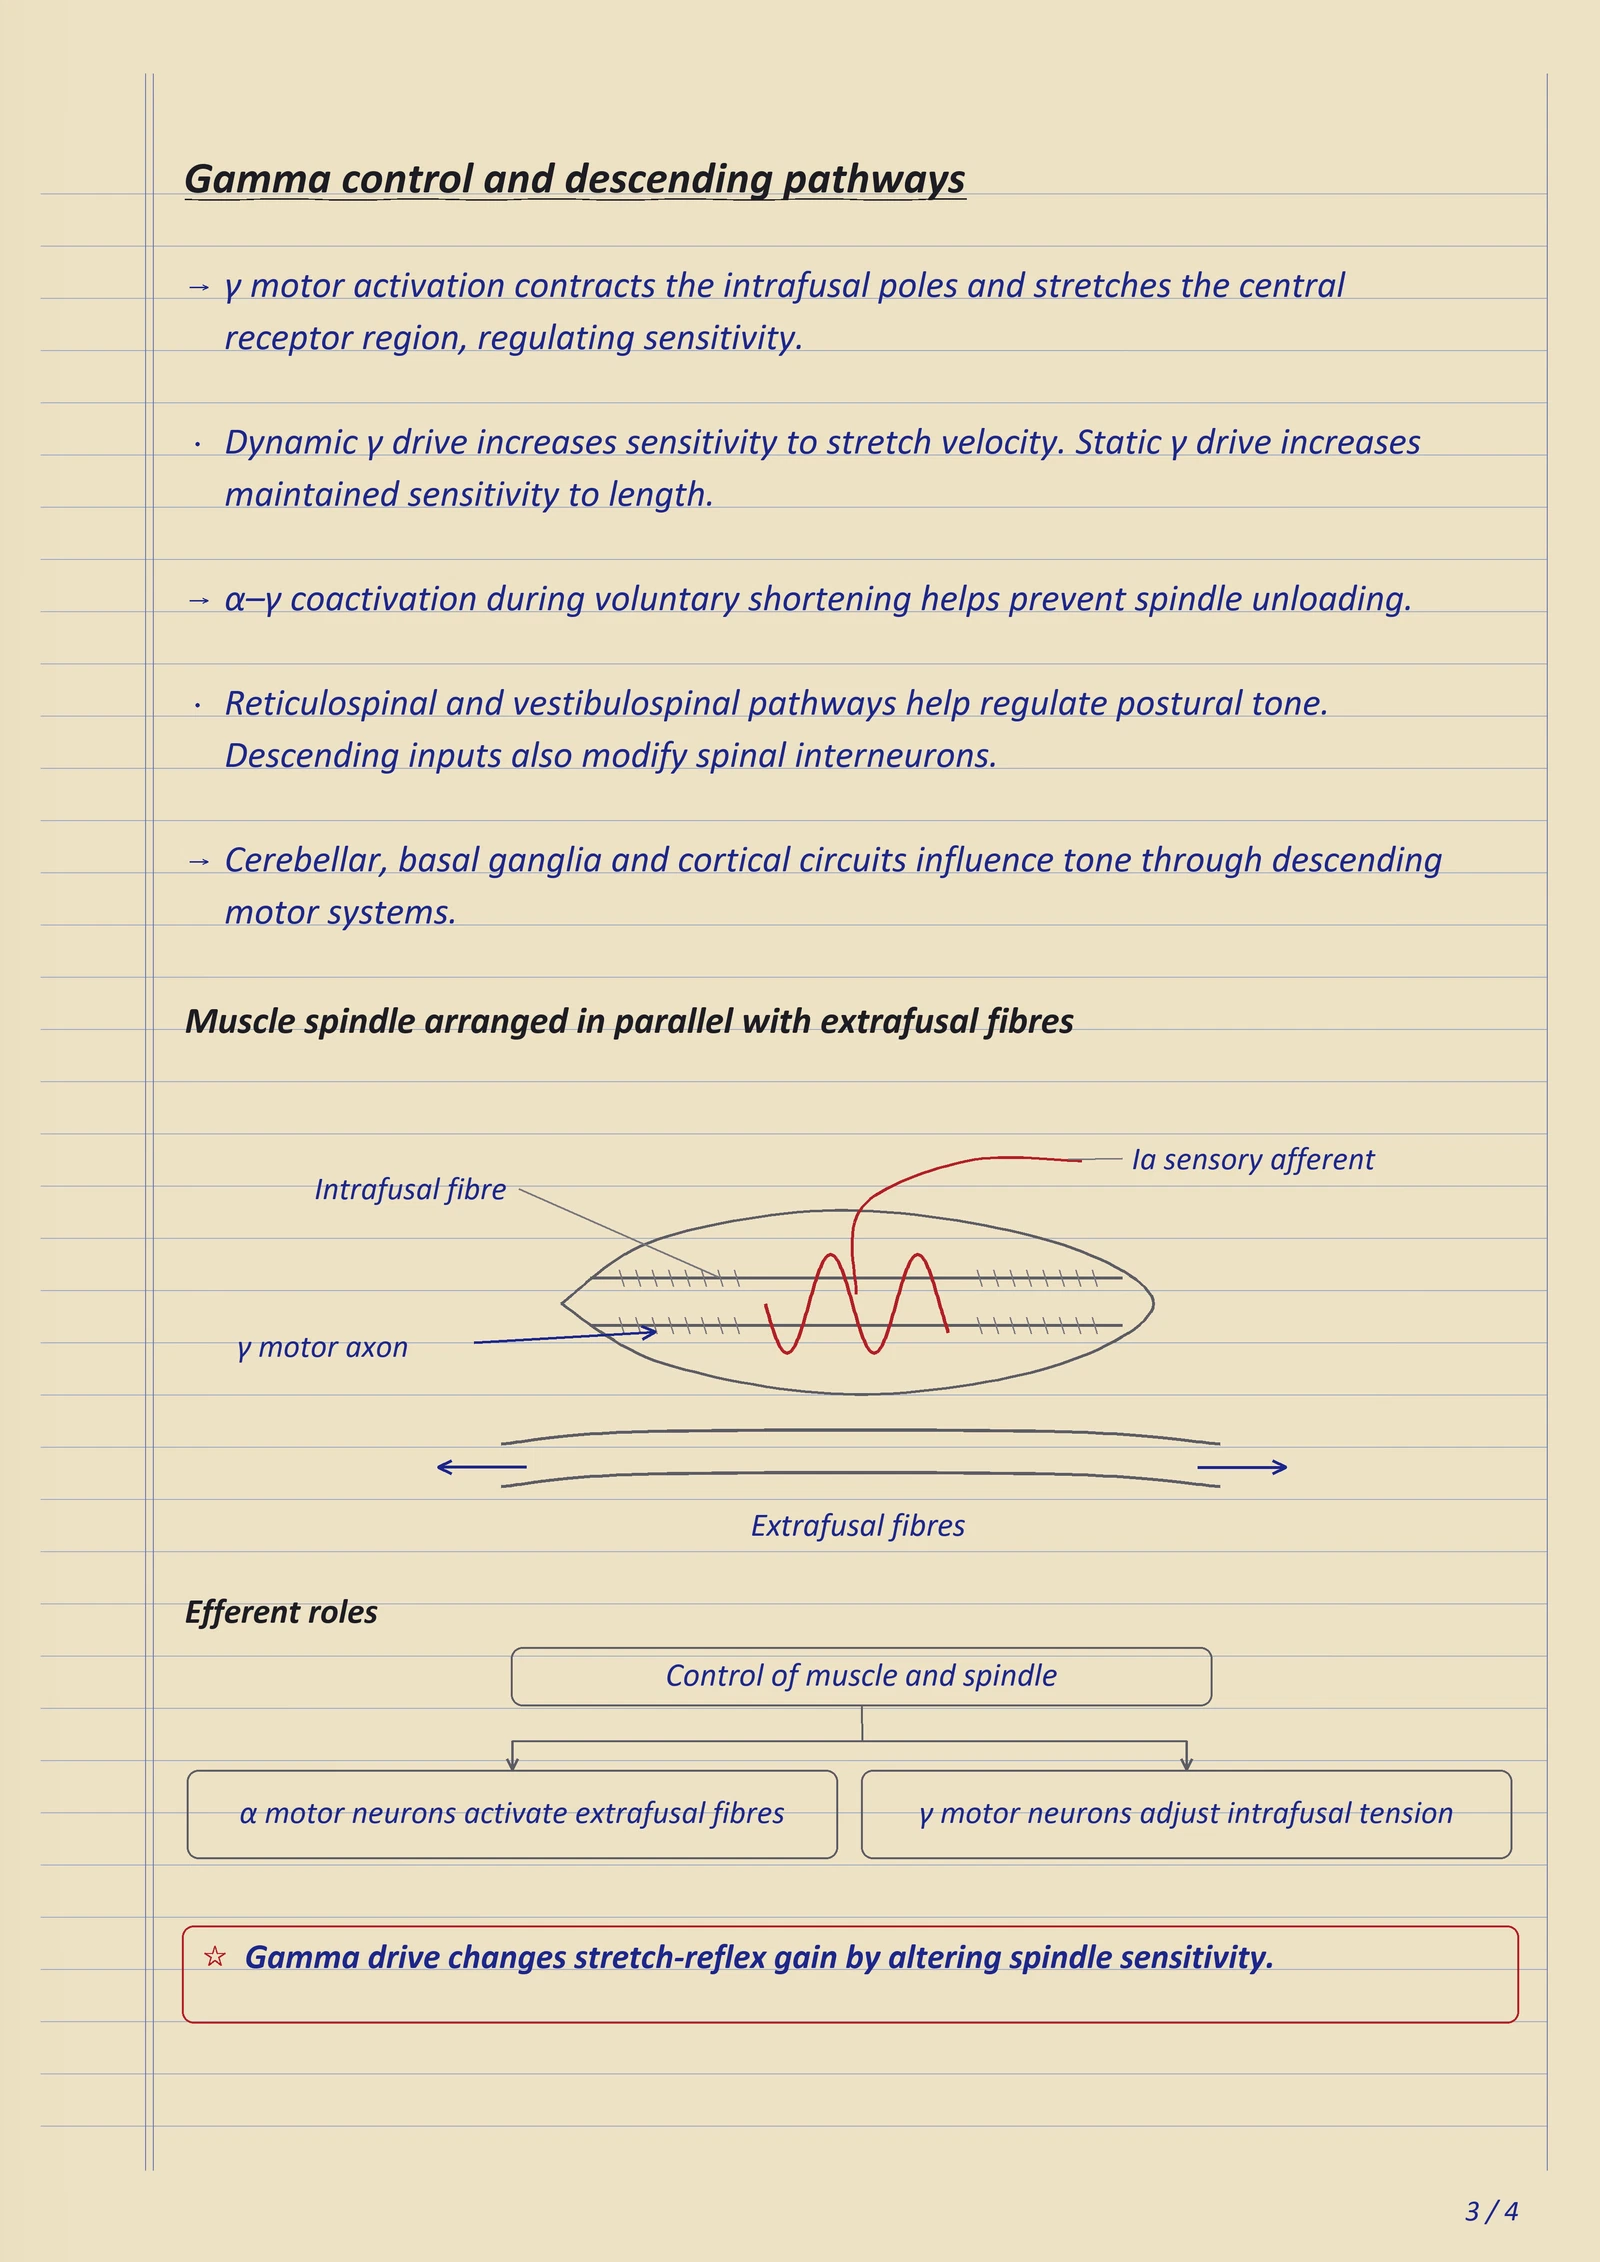 Gamma control and descending pathways
→ γ motor activation contracts the intrafusal poles and stretches the central
receptor region, regulating sensitivity.
· Dynamic γ drive increases sensitivity to stretch velocity. Static γ drive increases
maintained sensitivity to length.
→ α–γ coactivation during voluntary shortening helps prevent spindle unloading.
· Reticulospinal and vestibulospinal pathways help regulate postural tone.
Descending inputs also modify spinal interneurons.
→ Cerebellar, basal ganglia and cortical circuits influence tone through descending
motor systems.
Muscle spindle arranged in parallel with extrafusal fibres
Ia sensory afferent
Intrafusal fibre
γ motor axon
Extrafusal fibres
Efferent roles
Control of muscle and spindle
α motor neurons activate extrafusal fibres
γ motor neurons adjust intrafusal tension
☆ Gamma drive changes stretch-reflex gain by altering spindle sensitivity.
3 / 4